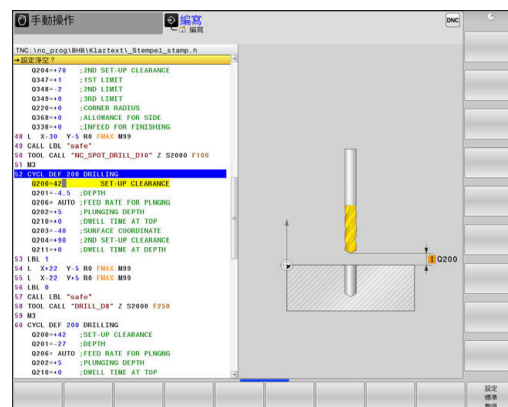 手動操作
編寫
編寫
DNC
TNC:\nc_prog\BHB\Klartext\_Stempel_stamp.h
→設定淨空?
Q204=+70 ;2ND SET-UP CLEARANCE
Q347=+1 ;1ST LIMIT
Q348=-2 ;2ND LIMIT
Q349=+0 ;3RD LIMIT
Q220=+0 ;CORNER RADIUS
Q368=+0 ;ALLOWANCE FOR SIDE
Q338=+0 ;INFEED FOR FINISHING
48 L X-30 Y-5 R0 FMAX M99
49 CALL LBL "safe"
50 TOOL CALL "NC_SPOT_DRILL_D10" Z S2000 F100
51 M3
52 CYCL DEF 200 DRILLING
Q200=42 SET-UP CLEARANCE
Q201=-4.5 ;DEPTH
Q206= AUTO ;FEED RATE FOR PLNGNG
Q202=+5 ;PLUNGING DEPTH
Q210=+0 ;DWELL TIME AT TOP
Q203=-40 ;SURFACE COORDINATE
Q204=+90 ;2ND SET-UP CLEARANCE
Q211=+0 ;DWELL TIME AT DEPTH
53 LBL 1
54 L X+22 Y-5 R0 FMAX M99
55 L X-22 Y+5 R0 FMAX M99
56 LBL 0
57 CALL LBL "safe"
58 TOOL CALL "DRILL_D8" Z S2000 F250
59 M3
60 CYCL DEF 200 DRILLING
Q200=+42 ;SET-UP CLEARANCE
Q201=-27 ;DEPTH
Q206= AUTO ;FEED RATE FOR PLNGNG
Q202=+5 ;PLUNGING DEPTH
Q210=+0 ;DWELL TIME AT TOP
I Q200
設定
標準